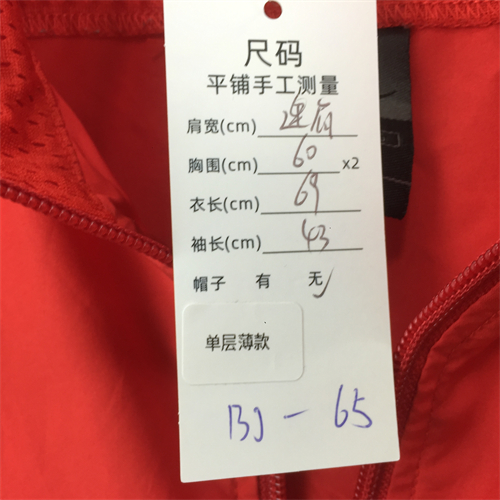 尺码
平铺手工测量
肩宽(cm) 连肩
胸围(cm) 60 x2
衣长(cm) 69
袖长(cm) 43
帽子 有 无✓
单层薄款
BJ-65